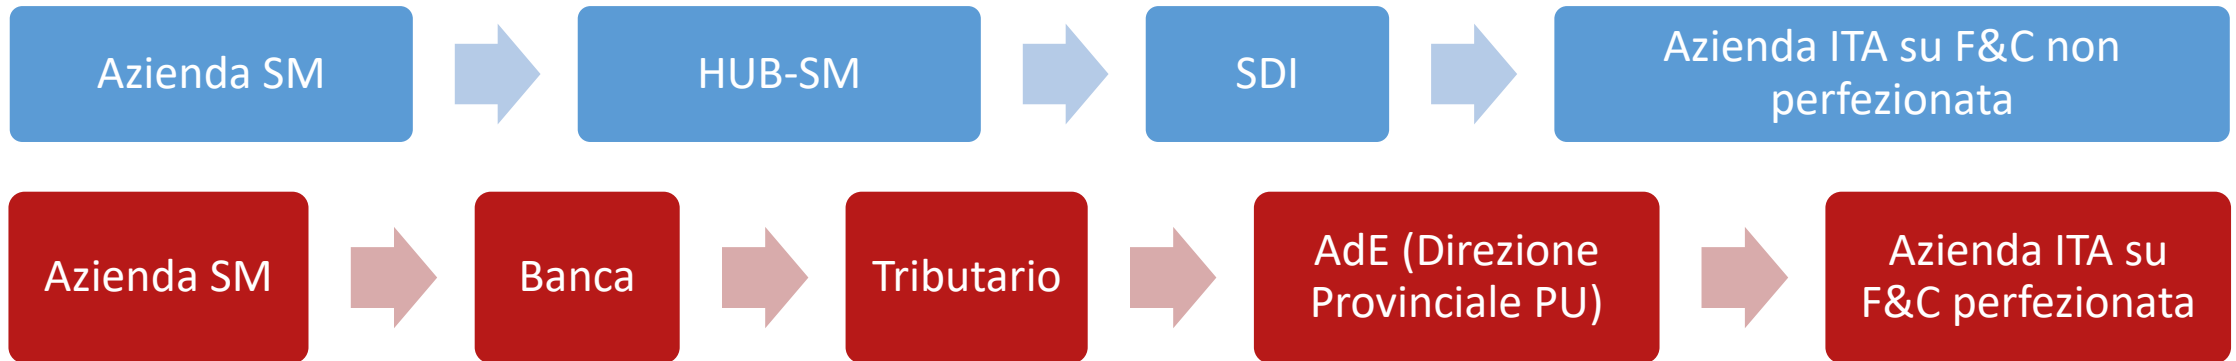 Azienda SM
HUB-SM
SDI
Azienda ITA su F&C non
perfezionata
Azienda SM
Banca
Tributario
AdE (Direzione
Provinciale PU)
Azienda ITA su
F&C perfezionata